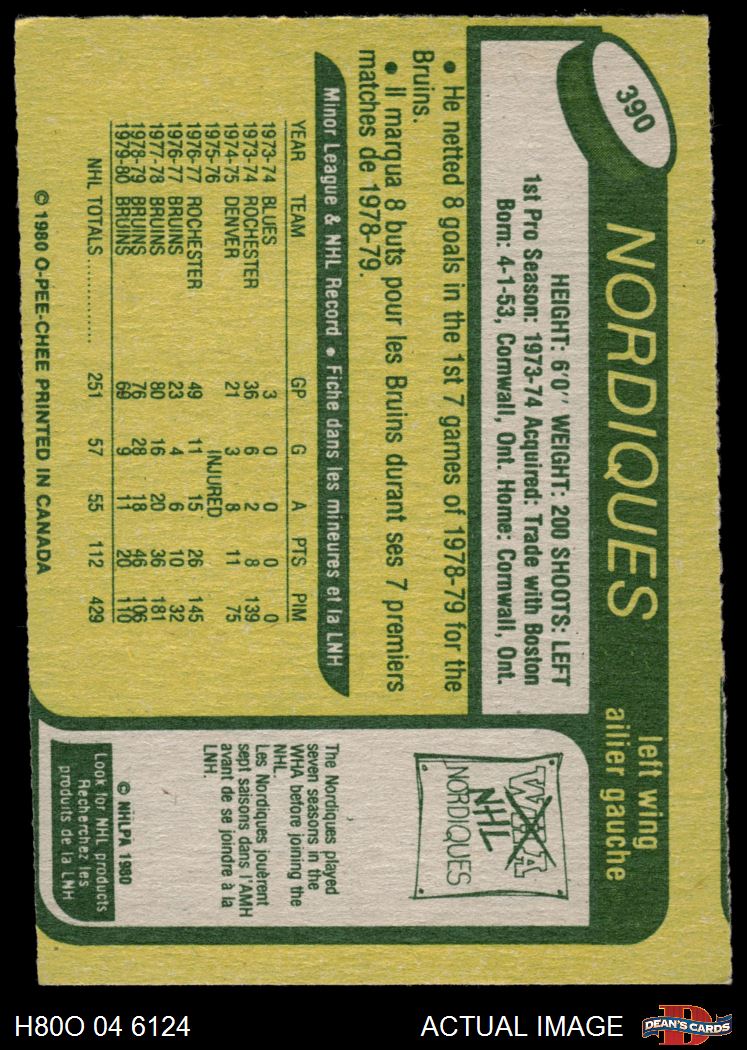 390
NORDIQUES
left wing
ailier gauche
HEIGHT: 6'0" WEIGHT: 200 SHOOTS: LEFT
1st Pro Season: 1973-74 Acquired: Trade with Boston
Born: 4-1-53, Cornwall, Ont. Home: Cornwall, Ont.
• He netted 8 goals in the 1st 7 games of 1978-79 for the
Bruins.
• Il marqua 8 buts pour les Bruins durant ses 7 premiers
matches de 1978-79.
Minor League & NHL Record • Fiche dans les mineures et la LNH
YEAR TEAM GP G A PTS PIM
1973-74 BLUES 3 0 0 0 0
1973-74 ROCHESTER 36 6 2 8 139
1974-75 DENVER 21 3 8 11 75
1975-76 INJURED
1976-77 ROCHESTER 49 11 15 26 145
1976-77 BRUINS 23 4 6 10 32
1977-78 BRUINS 80 16 20 36 181
1978-79 BRUINS 76 28 18 46 106
1979-80 BRUINS 69 9 11 20 110
NHL TOTALS .............. 251 57 55 112 429
© 1980 O-PEE-CHEE PRINTED IN CANADA
WHA
NHL
NORDIQUES
The Nordiques played
seven seasons in the
WHA before joining the
NHL.
Les Nordiques jouèrent
sept saisons dans l'AMH
avant de se joindre à la
LNH.
© NHLPA 1980
Look for NHL products
Recherchez les
produits de la LNH
H80O 04 6124
ACTUAL IMAGE
D
DEAN'S CARDS